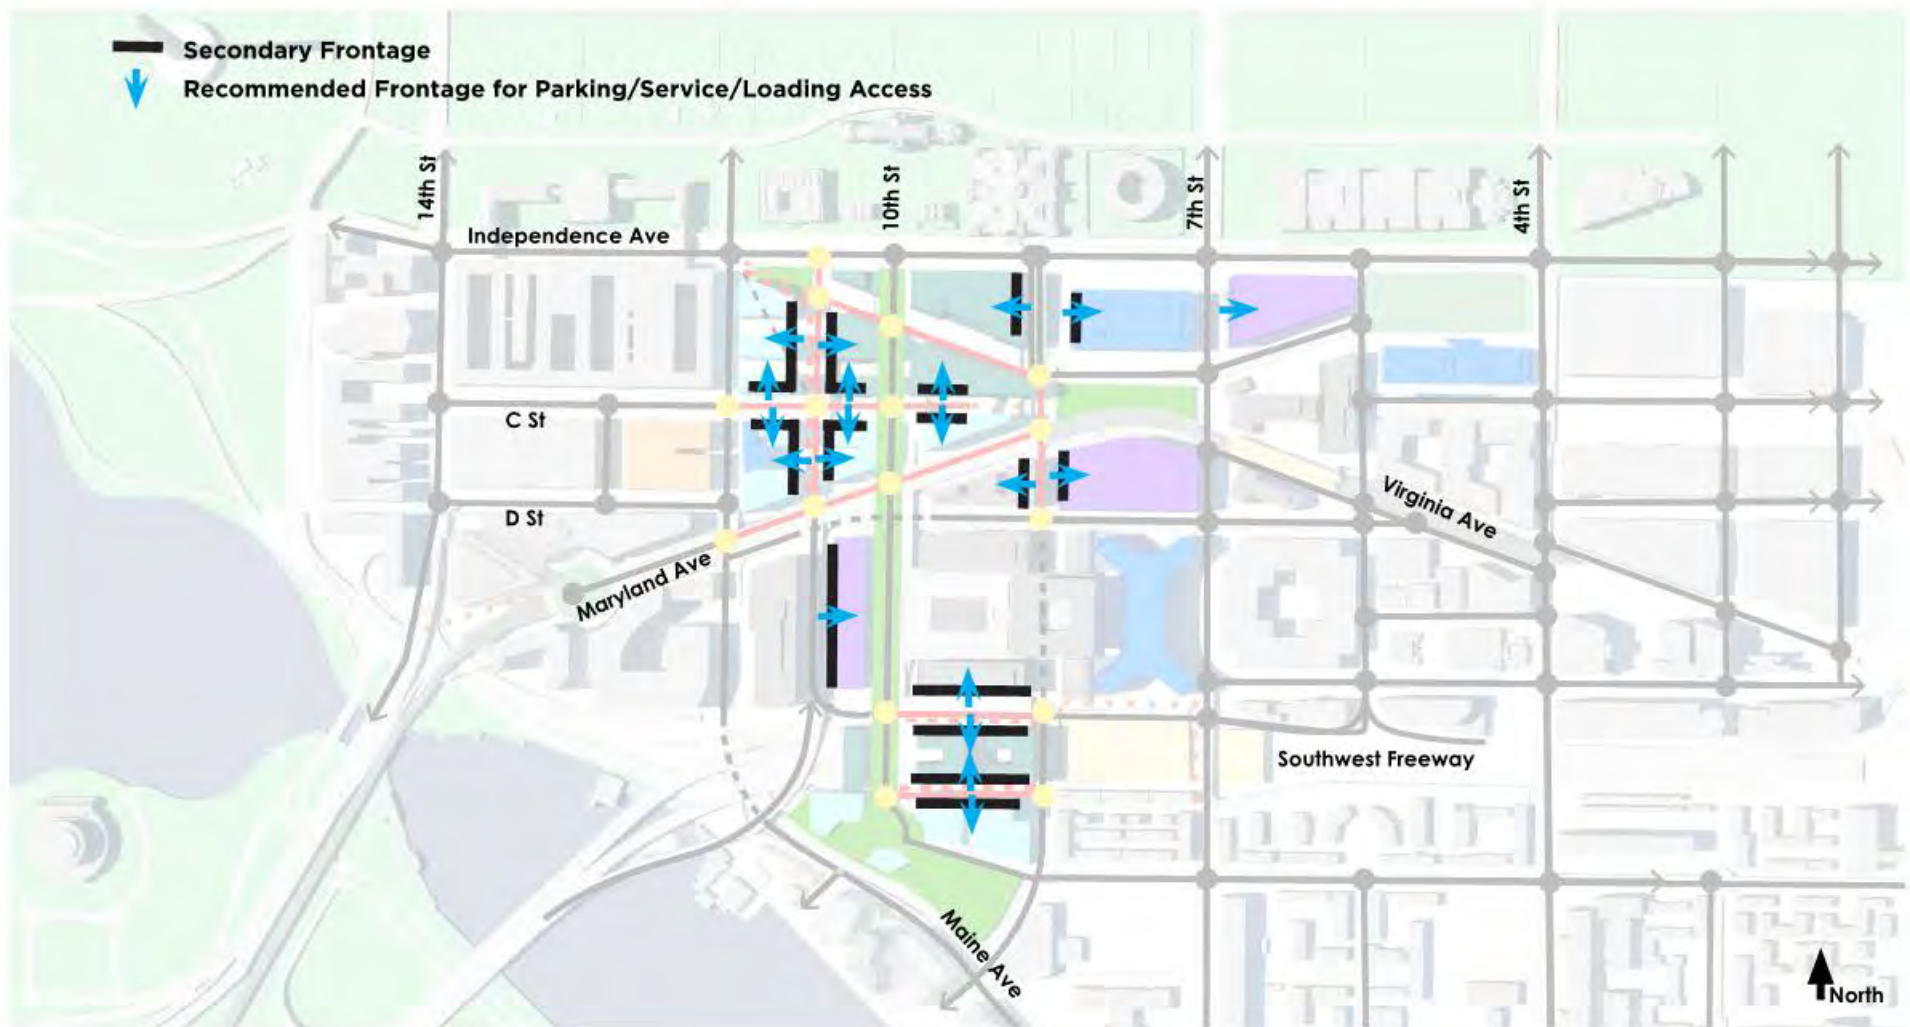 Secondary Frontage
Recommended Frontage for Parking/Service/Loading Access
14th St
10th St
7th St
4th St
Independence Ave
C St
D St
Virginia Ave
Maryland Ave
Southwest Freeway
Maine Ave
North